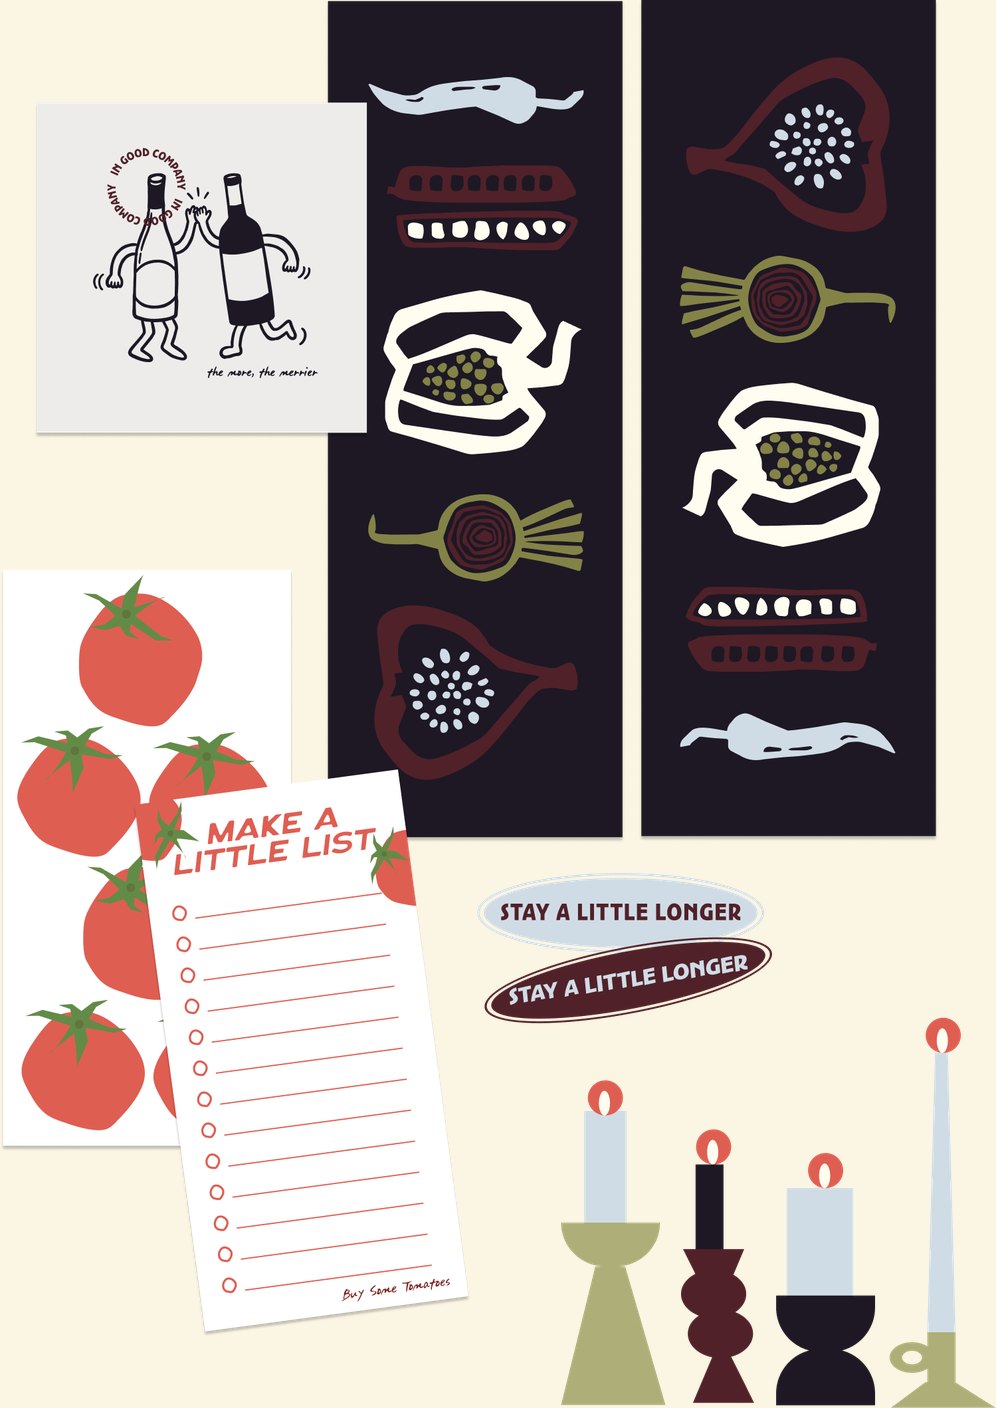 IN GOOD COMPANY IN GOOD COMPANY
the more, the merrier
MAKE A
LITTLE LIST
Buy Some Tomatoes
STAY A LITTLE LONGER
STAY A LITTLE LONGER